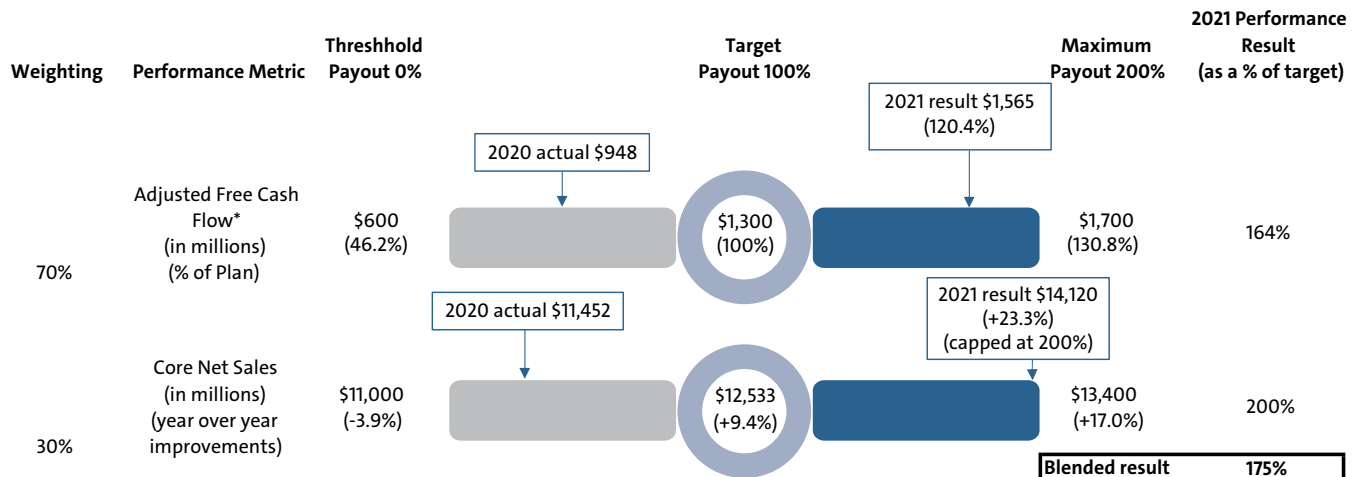 Weighting
Performance Metric
Threshhold
Payout 0%
Target
Payout 100%
Maximum
Payout 200%
2021 Performance
Result
(as a % of target)
70%
Adjusted Free Cash
Flow*
(in millions)
(% of Plan)
$600
(46.2%)
2020 actual $948
$1,300
(100%)
2021 result $1,565
(120.4%)
$1,700
(130.8%)
164%
30%
Core Net Sales
(in millions)
(year over year
improvements)
$11,000
(-3.9%)
2020 actual $11,452
$12,533
(+9.4%)
2021 result $14,120
(+23.3%)
(capped at 200%)
$13,400
(+17.0%)
200%
Blended result 175%